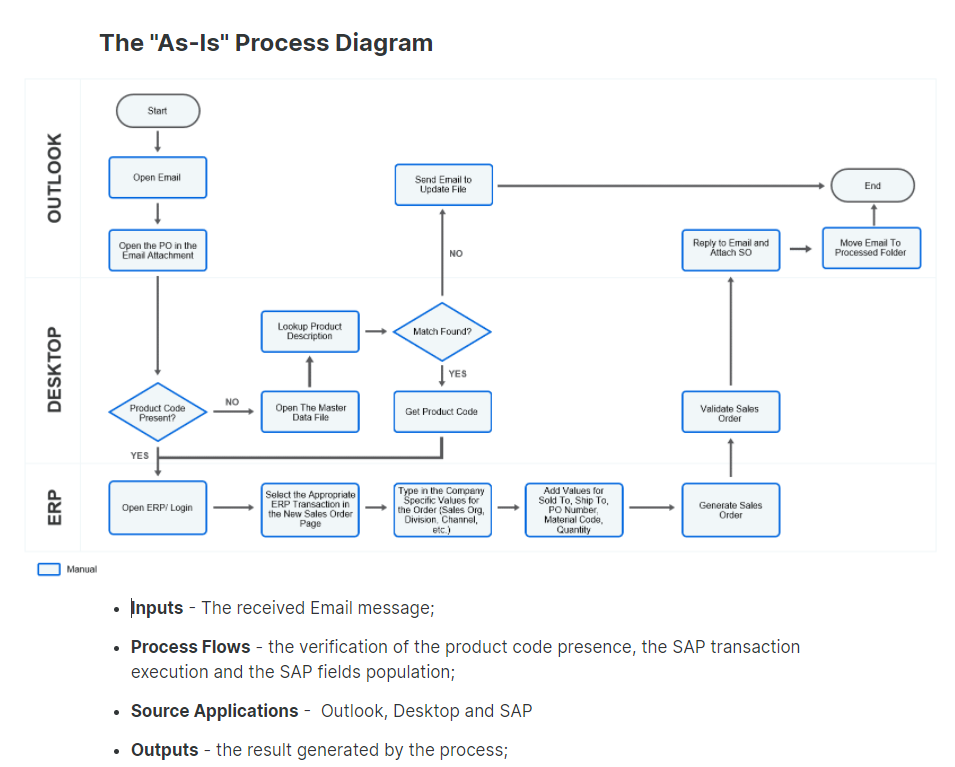 The "As-Is" Process Diagram
OUTLOOK
Start
Open Email
Open the PO in the
Email Attachment
Send Email to
Update File
End
Reply to Email and
Attach SO
Move Email To
Processed Folder
NO
DESKTOP
Lookup Product
Description
Match Found?
YES
Product Code
Present?
NO
Open The Master
Data File
Get Product Code
Validate Sales
Order
YES
ERP
Open ERP/ Login
Select the Appropriate
ERP Transaction in
the New Sales Order
Page
Type in the Company
Specific Values for
the Order (Sales Org,
Division, Channel,
etc.)
Add Values for
Sold To, Ship To,
PO Number,
Material Code,
Quantity
Generate Sales
Order
Manual
• Inputs - The received Email message;
• Process Flows - the verification of the product code presence, the SAP transaction
execution and the SAP fields population;
• Source Applications - Outlook, Desktop and SAP
• Outputs - the result generated by the process;